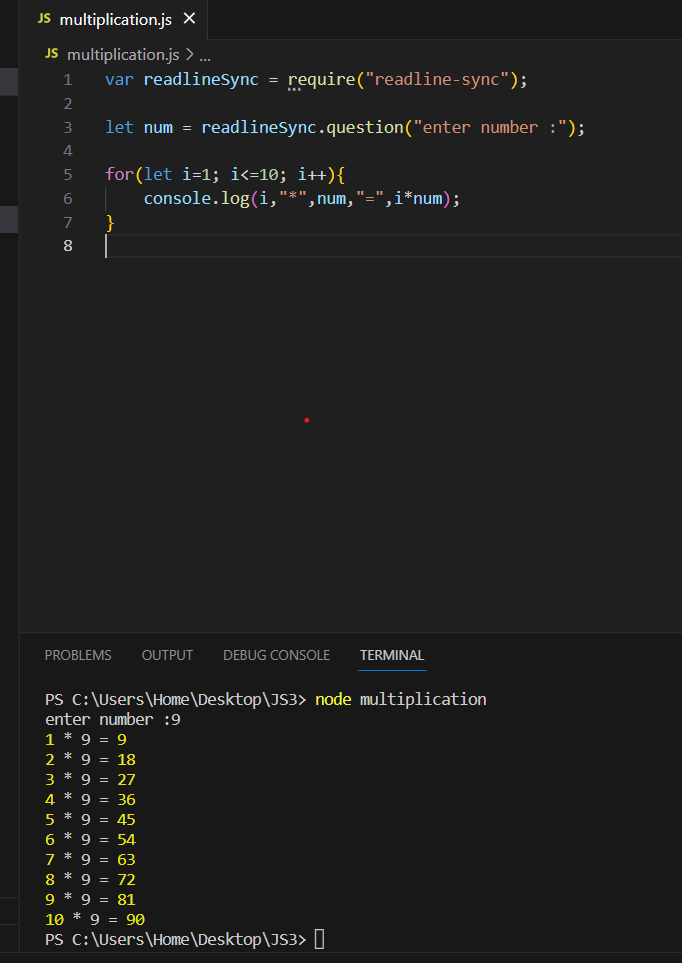 JS multiplication.js ✕
JS multiplication.js > ...
1 var readlineSync = require("readline-sync");
2
3 let num = readlineSync.question("enter number :");
4
5 for(let i=1; i<=10; i++){
6     console.log(i,"*",num,"=",i*num);
7 }
8
PROBLEMS OUTPUT DEBUG CONSOLE TERMINAL
PS C:\Users\Home\Desktop\JS3> node multiplication
enter number :9
1 * 9 = 9
2 * 9 = 18
3 * 9 = 27
4 * 9 = 36
5 * 9 = 45
6 * 9 = 54
7 * 9 = 63
8 * 9 = 72
9 * 9 = 81
10 * 9 = 90
PS C:\Users\Home\Desktop\JS3>